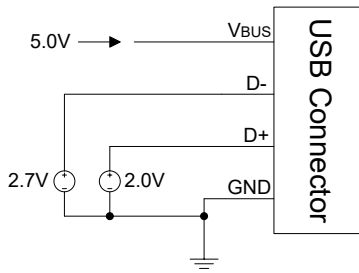 5.0V
VBUS
D-
D+
2.7V
2.0V
GND
USB Connector